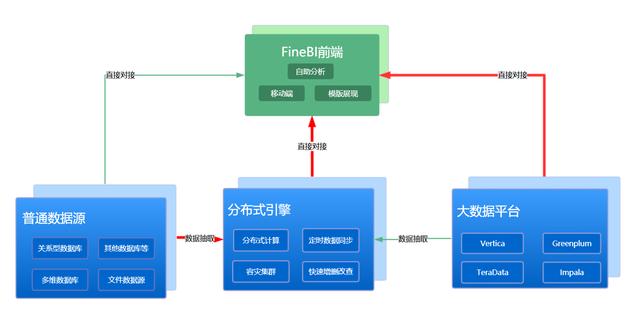 FineBI前端
自助分析
移动端 模版展现
直接对接
直接对接
直接对接
普通数据源
关系型数据库 其他数据库等
多维数据库 文件数据源
数据抽取
分布式引擎
分布式计算 定时数据同步
容灾集群 快速增删改查
数据抽取
大数据平台
Vertica Greenplum
TeraData Impala